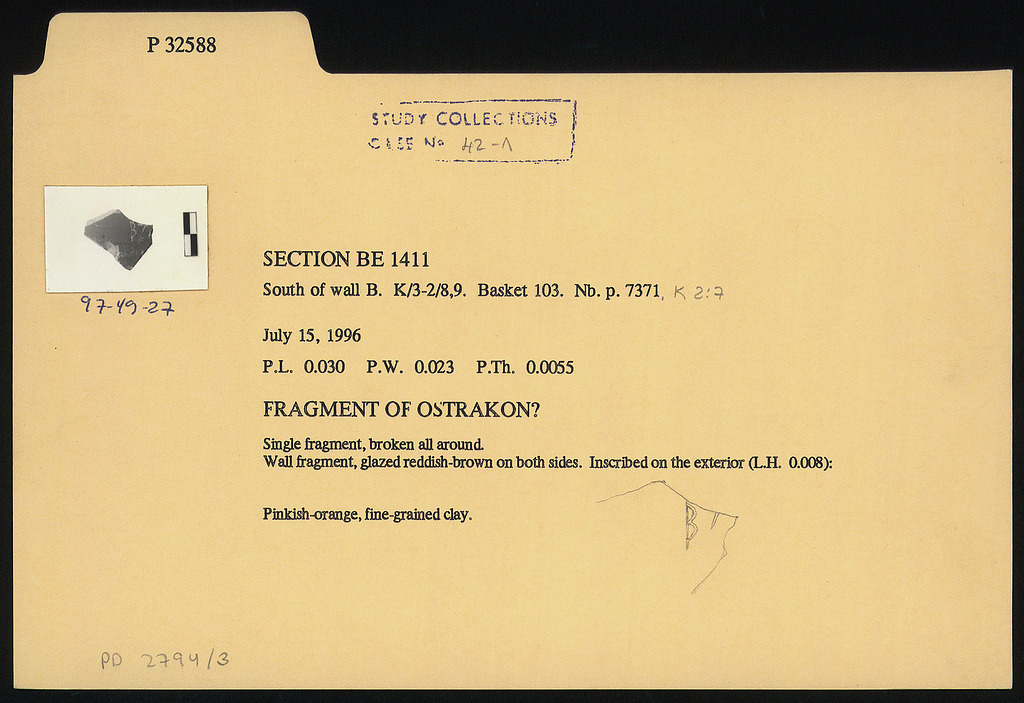 P 32588
STUDY COLLECTIONS
CASE No 42-Λ
97-49-27
SECTION BE 1411
South of wall B. K/3-2/8,9. Basket 103. Nb. p. 7371, K 2:7
July 15, 1996
P.L. 0.030 P.W. 0.023 P.Th. 0.0055
FRAGMENT OF OSTRAKON?
Single fragment, broken all around.
Wall fragment, glazed reddish-brown on both sides. Inscribed on the exterior (L.H. 0.008):
Pinkish-orange, fine-grained clay.
PD 2794/3